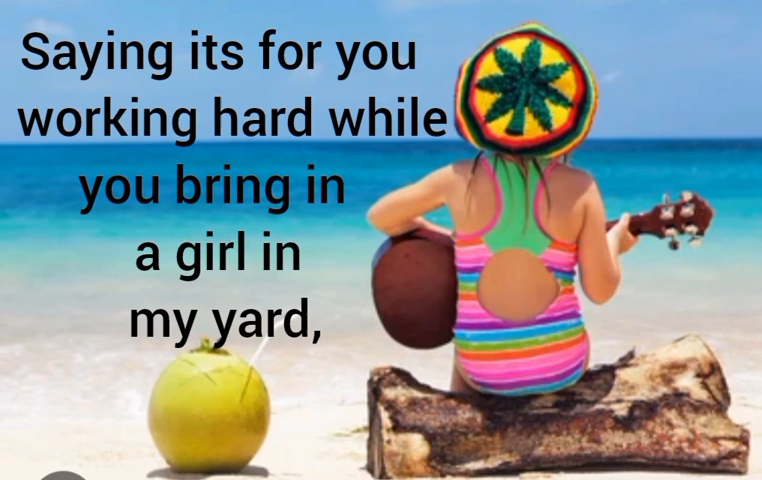 Saying its for you
working hard while
you bring in
a girl in
my yard,